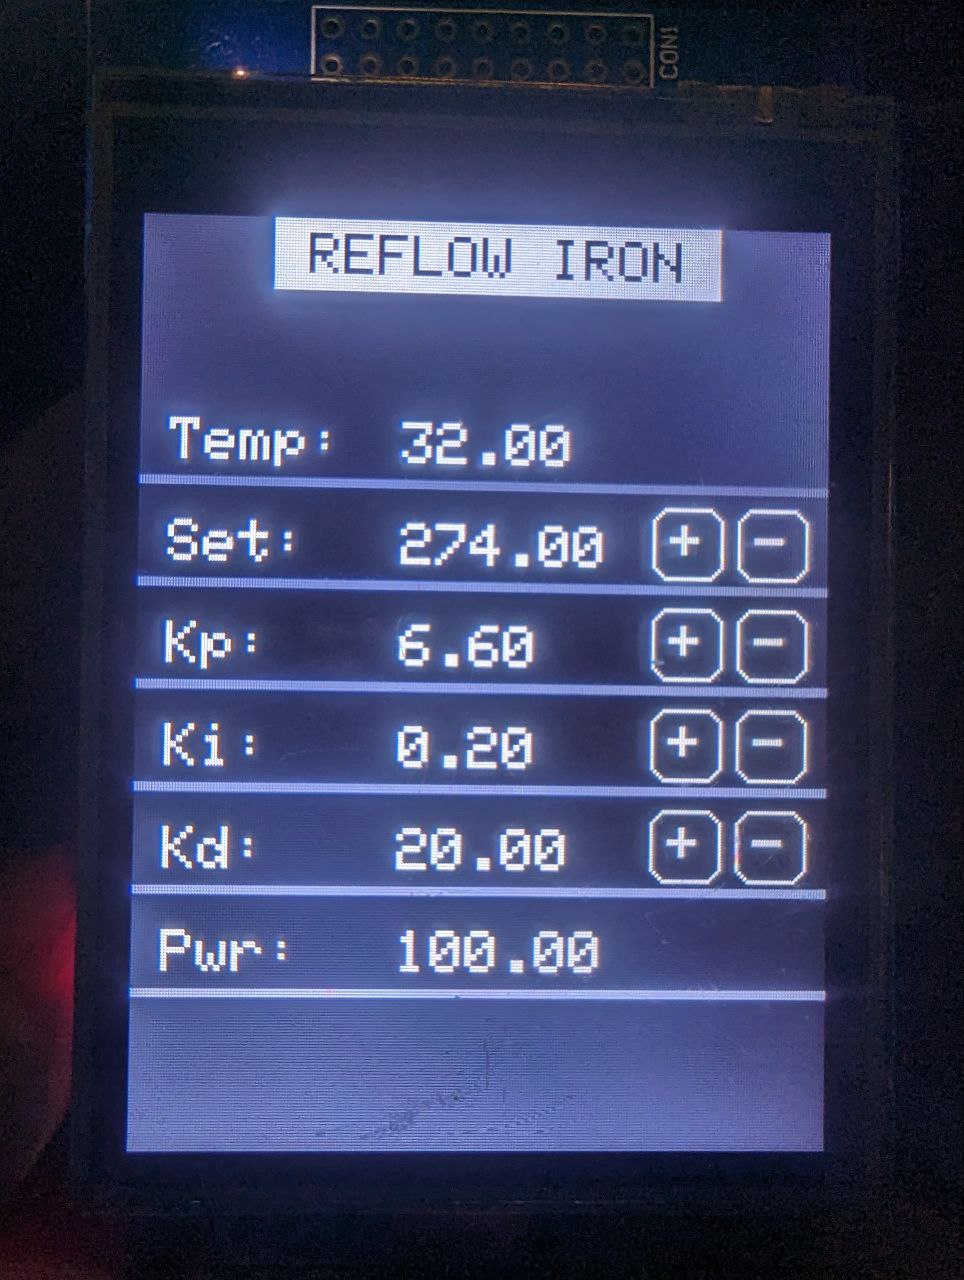 CON1
REFLOW IRON
Temp: 32.00
Set: 274.00 + -
Kp: 6.60 + -
Ki: 0.20 + -
Kd: 20.00 + -
Pwr: 100.00